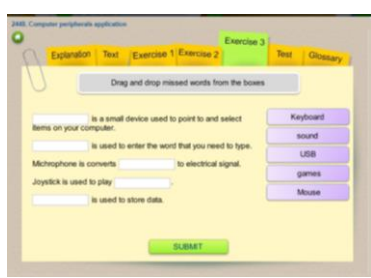 2448. Computer peripherals application
Explanation Text Exercise 1 Exercise 2 Exercise 3 Test Glossary
Drag and drop missed words from the boxes
is a small device used to point to and select
items on your computer.
is used to enter the word that you need to type.
Michrophone is converts to electrical signal.
Joystick is used to play .
is used to store data.
Keyboard
sound
USB
games
Mouse
SUBMIT